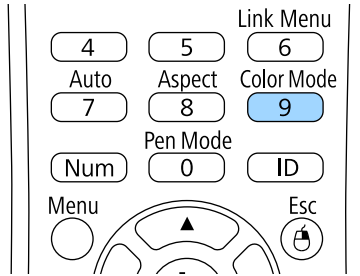 Link Menu
4 5 6
Auto Aspect Color Mode
7 8 9
Pen Mode
Num 0 ID
Menu Esc